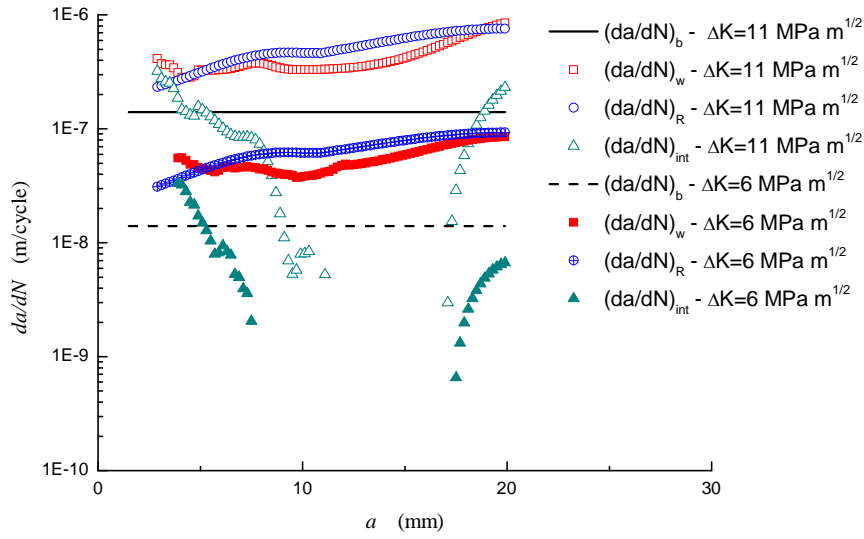 1E-6
1E-7
1E-8
1E-9
1E-10
da/dN (m/cycle)
0
10
20
30
a (mm)
(da/dN)b - ΔK=11 MPa m1/2
(da/dN)w - ΔK=11 MPa m1/2
(da/dN)R - ΔK=11 MPa m1/2
(da/dN)int - ΔK=11 MPa m1/2
(da/dN)b - ΔK=6 MPa m1/2
(da/dN)w - ΔK=6 MPa m1/2
(da/dN)R - ΔK=6 MPa m1/2
(da/dN)int - ΔK=6 MPa m1/2